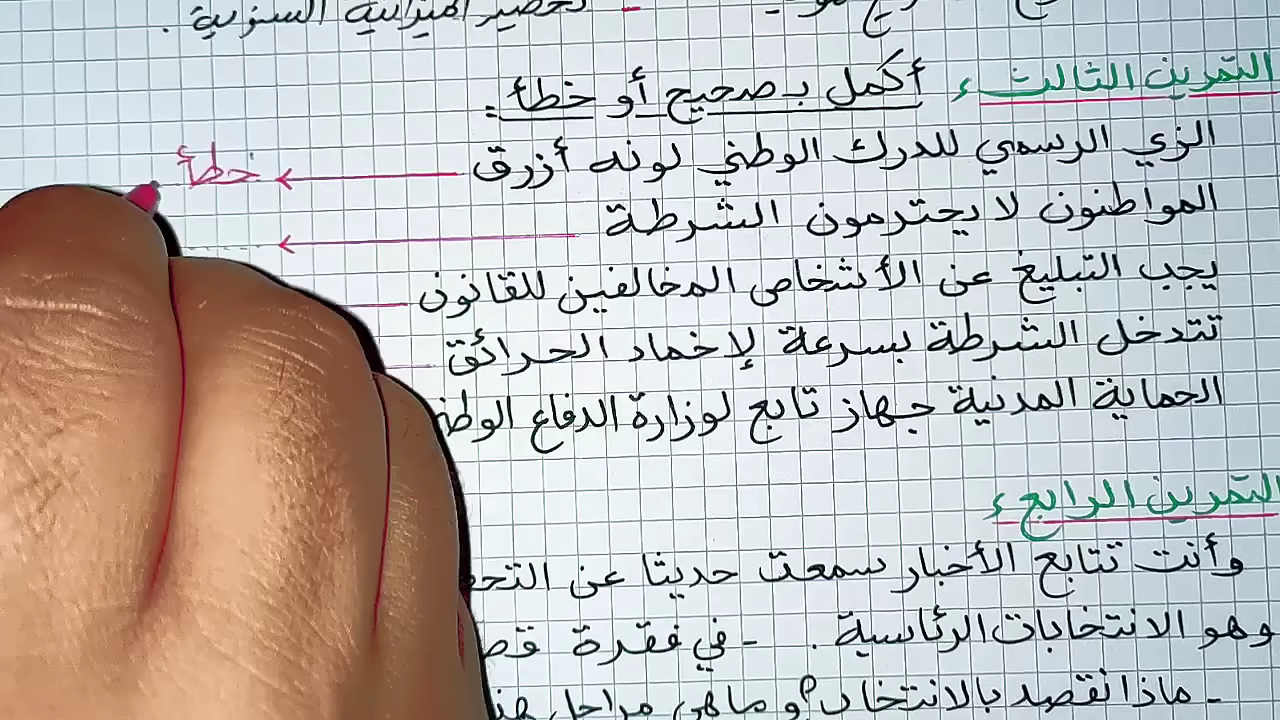 تحضير الميزانية السنوية .
التمرين الثالث : أكمل بـ صحيح أو خطأ .
الزي الرسمي للدرك الوطني لونه أزرق ← خطأ
المواطنون لا يحترمون الشرطة ←
يجب التبليغ عن الأشخاص المخالفين للقانون
تتدخل الشرطة بسرعة لإخماد الحرائق
الحماية المدنية جهاز تابع لوزارة الدفاع
التمرين الرابع :
وأنت تتابع الأخبار سمعت حديثا عن
وهو الانتخابات الرئاسية . - في فقرة
- ماذا نقصد بالانتخاب ؟ و ماهي مراحل